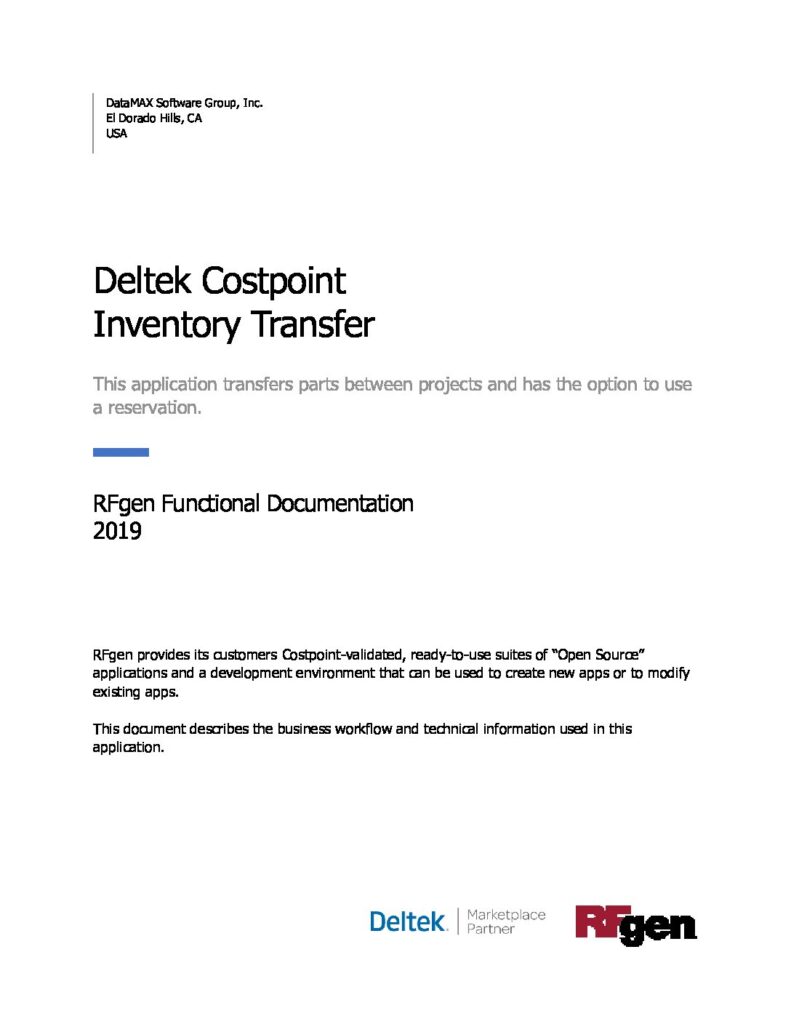 DataMAX Software Group, Inc.
El Dorado Hills, CA
USA
Deltek Costpoint
Inventory Transfer
This application transfers parts between projects and has the option to use
a reservation.
RFgen Functional Documentation
2019
RFgen provides its customers Costpoint-validated, ready-to-use suites of “Open Source”
applications and a development environment that can be used to create new apps or to modify
existing apps.
This document describes the business workflow and technical information used in this
application.
Deltek. Marketplace
Partner
RFgen